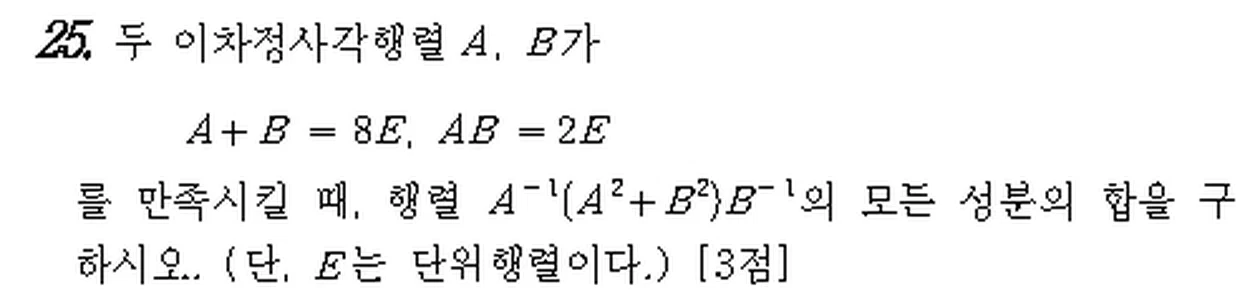 25. 두 이차정사각행렬 A, B가
A + B = 8E, AB = 2E
를 만족시킬 때, 행렬 A⁻¹(A² + B²)B⁻¹의 모든 성분의 합을 구
하시오.. (단, E는 단위행렬이다.) [3점]